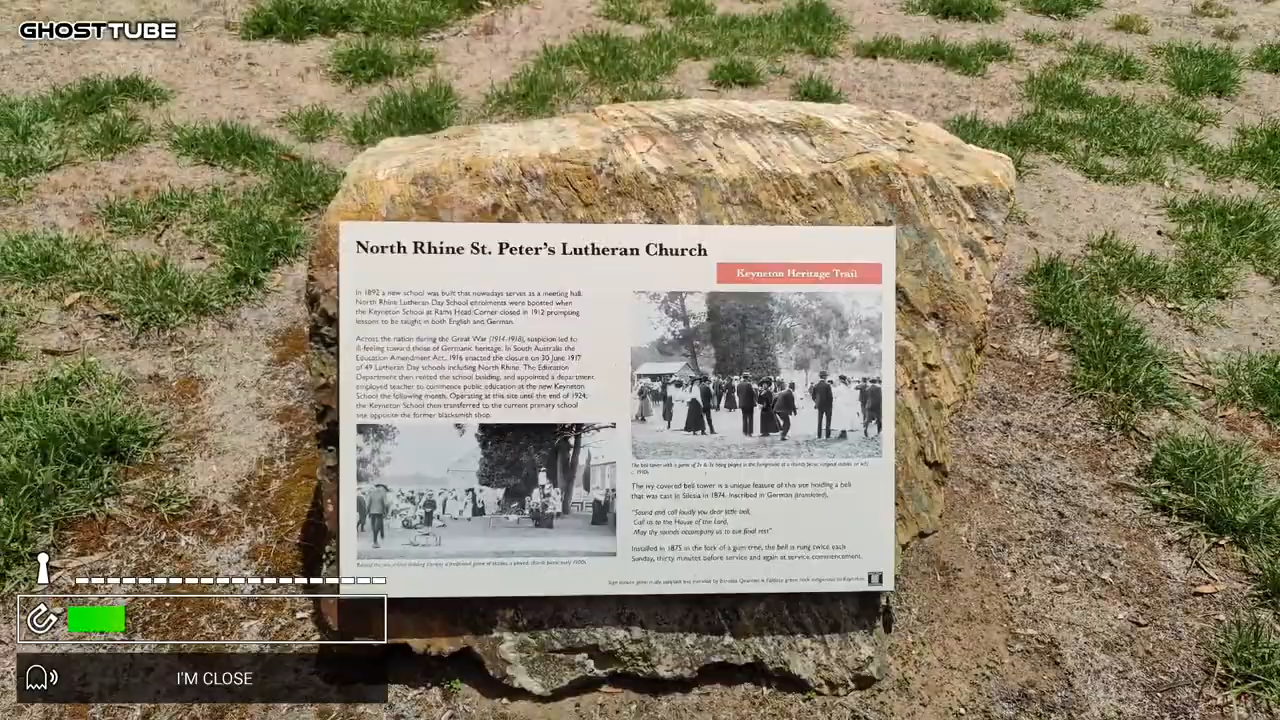 GHOSTTUBE
North Rhine St. Peter's Lutheran Church
Keyneton Heritage Trail
In 1892 a new school was built that nowadays serves as a meeting hall.
North Rhine Lutheran Day School enrolments were boosted when
the Keyneton School at Rams Head Corner closed in 1912 prompting
lessons to be taught in both English and German.
Across the nation during the Great War (1914-1918), suspicion led to
ill-feeling toward those of Germanic heritage. In South Australia the
Education Amendment Act, 1916 enacted the closure on 30 June 1917
of 49 Lutheran Day schools including North Rhine. The Education
Department then rented the school building, and appointed a department
employed teacher to commence public education at the new Keyneton
School the following month. Operating at this site until the end of 1924,
the Keyneton School then transferred to the current primary school
site opposite the former blacksmith shop.
The ivy covered bell tower is a unique feature of this site holding a bell
that was cast in Silesia in 1874. Inscribed in German (translated),
"Sound and call loudly you dear little bell,
Call us to the House of the Lord,
May thy sounds accompany us to our final rest"
Installed in 1875 in the fork of a gum tree, the bell is rung twice each
Sunday, thirty minutes before service and again at service commencement.
I'M CLOSE